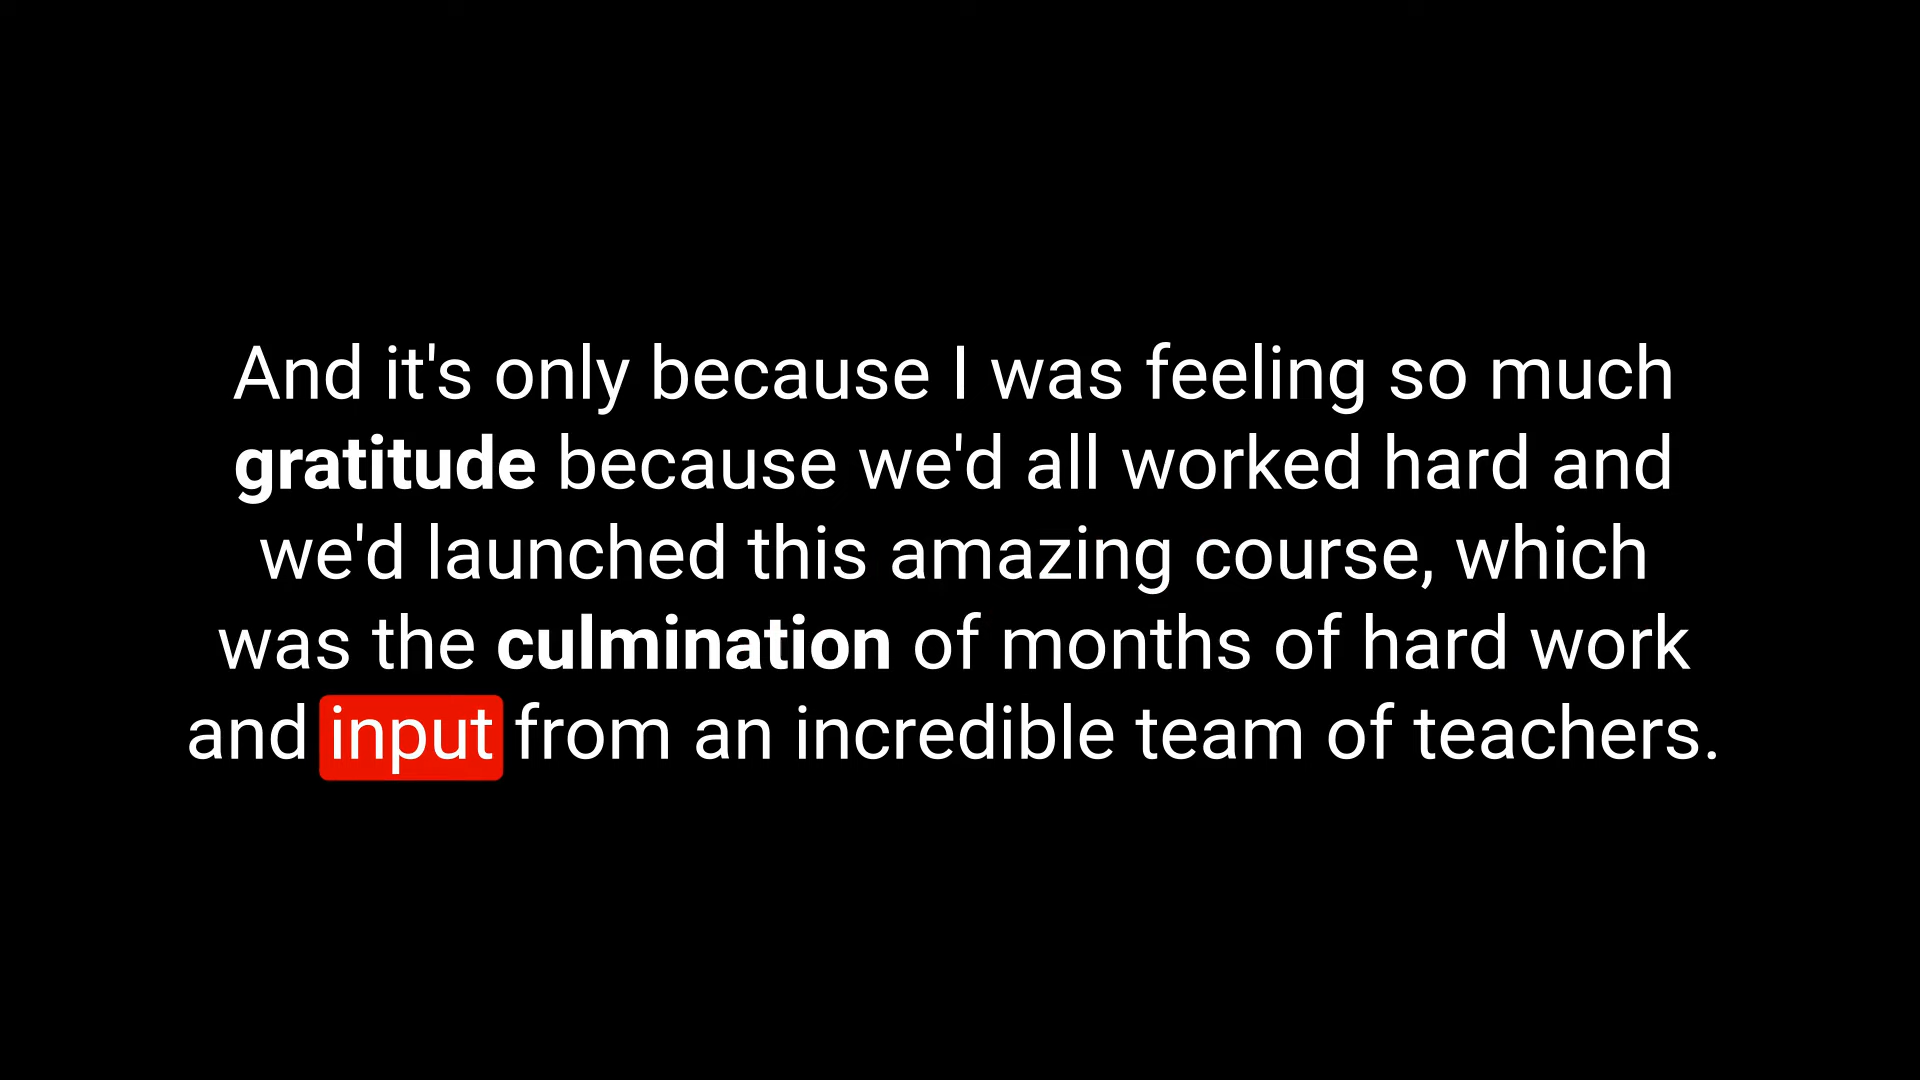 And it's only because I was feeling so much
gratitude because we'd all worked hard and
we'd launched this amazing course, which
was the culmination of months of hard work
and input from an incredible team of teachers.